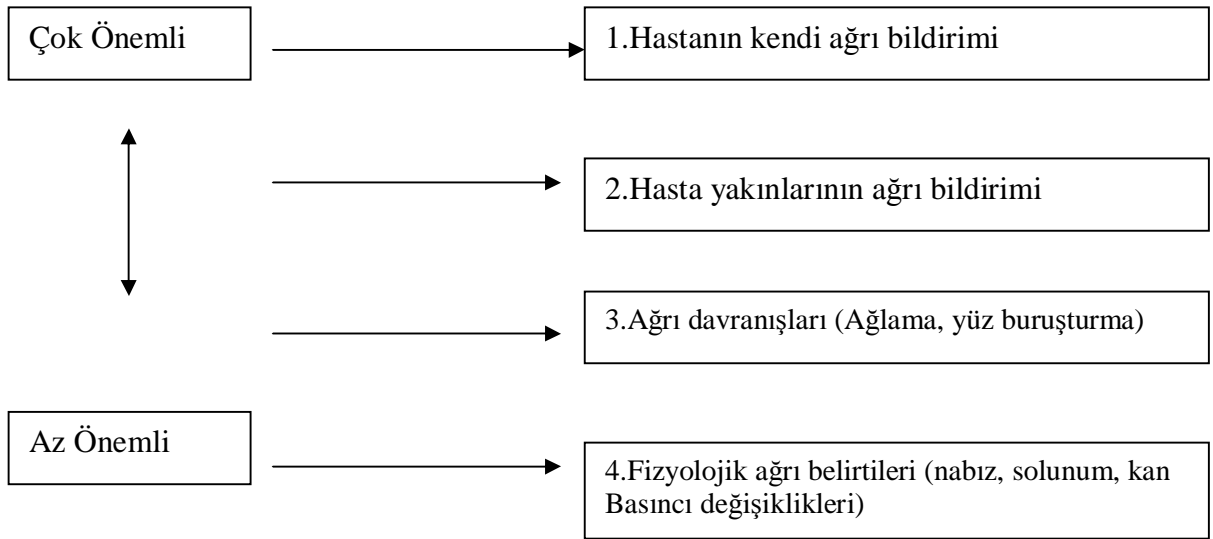 Çok Önemli
1.Hastanın kendi ağrı bildirimi
2.Hasta yakınlarının ağrı bildirimi
3.Ağrı davranışları (Ağlama, yüz buruşturma)
Az Önemli
4.Fizyolojik ağrı belirtileri (nabız, solunum, kan
Basıncı değişiklikleri)